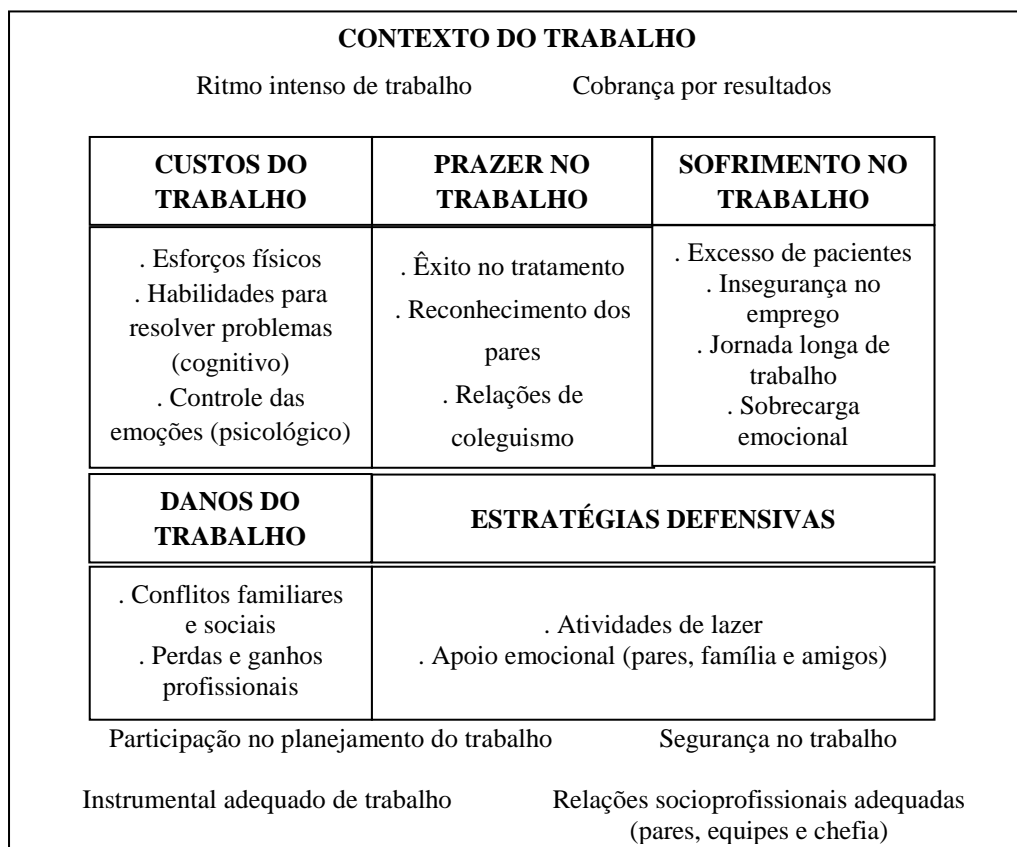 CONTEXTO DO TRABALHO
Ritmo intenso de trabalho Cobrança por resultados
CUSTOS DO
TRABALHO
PRAZER NO
TRABALHO
SOFRIMENTO NO
TRABALHO
. Esforços físicos
. Habilidades para
resolver problemas
(cognitivo)
. Controle das
emoções (psicológico)
. Êxito no tratamento
. Reconhecimento dos
pares
. Relações de
coleguismo
. Excesso de pacientes
. Insegurança no
emprego
. Jornada longa de
trabalho
. Sobrecarga
emocional
DANOS DO
TRABALHO
ESTRATÉGIAS DEFENSIVAS
. Conflitos familiares
e sociais
. Perdas e ganhos
profissionais
. Atividades de lazer
. Apoio emocional (pares, família e amigos)
Participação no planejamento do trabalho Segurança no trabalho
Instrumental adequado de trabalho Relações socioprofissionais adequadas
(pares, equipes e chefia)